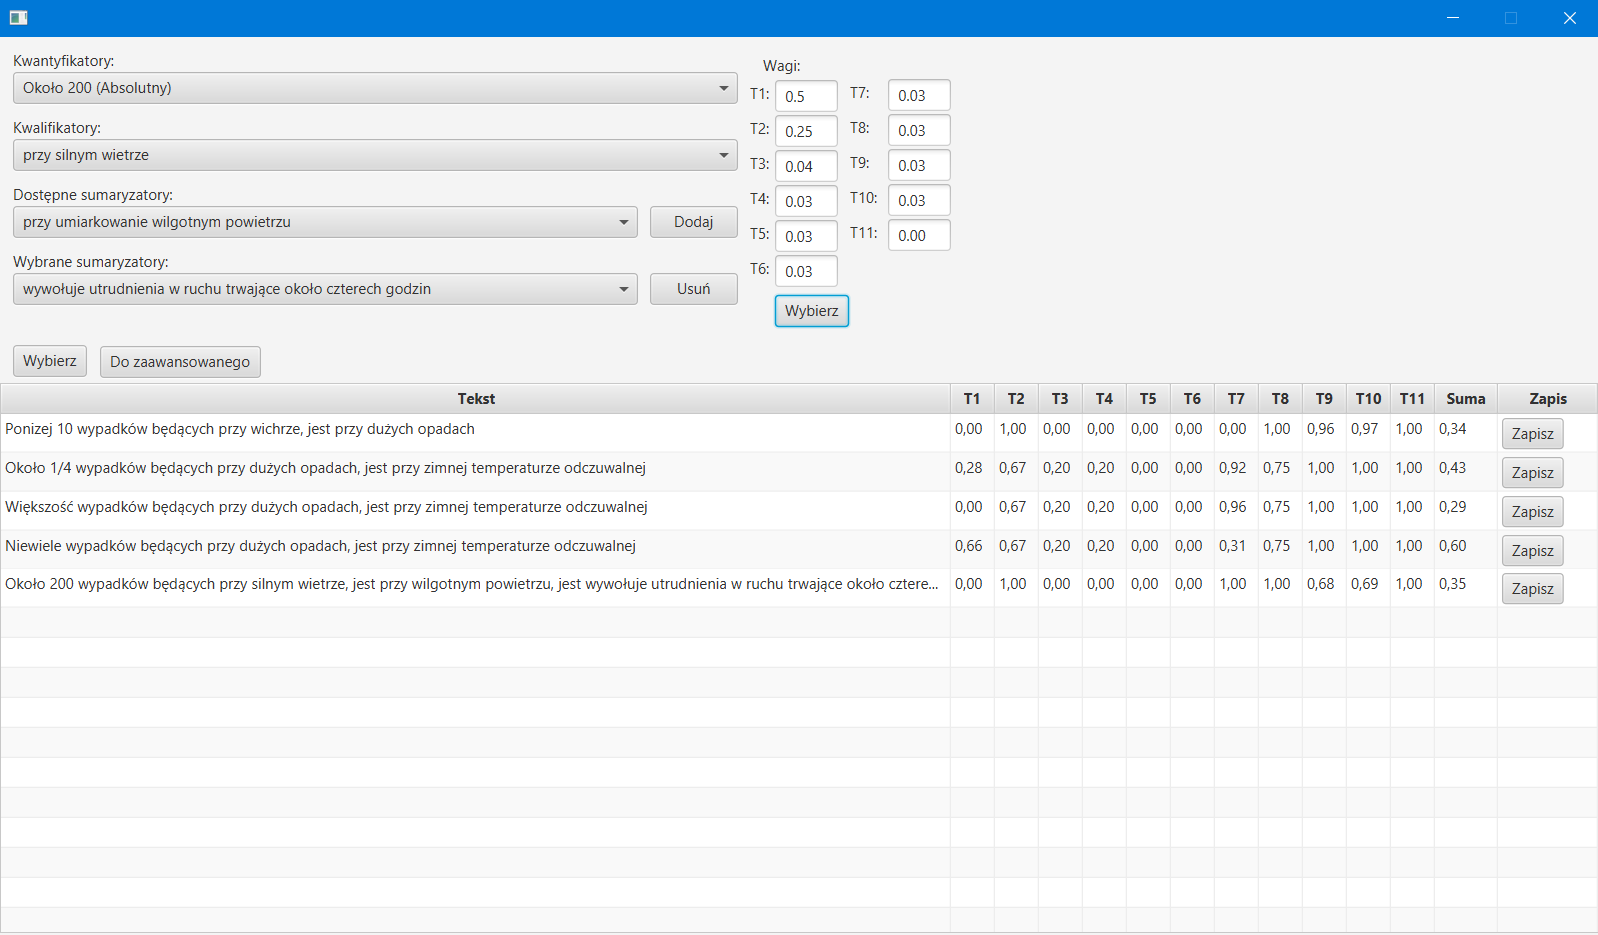 Kwantyfikatory:
Około 200 (Absolutny)
Kwalifikatory:
przy silnym wietrze
Dostępne sumaryzatory:
przy umiarkowanie wilgotnym powietrzu
Dodaj
Wybrane sumaryzatory:
wywołuje utrudnienia w ruchu trwające około czterech godzin
Usuń
Wagi:
T1: 0.5 T7: 0.03
T2: 0.25 T8: 0.03
T3: 0.04 T9: 0.03
T4: 0.03 T10: 0.03
T5: 0.03 T11: 0.00
T6: 0.03
Wybierz
Wybierz Do zaawansowanego
Tekst T1 T2 T3 T4 T5 T6 T7 T8 T9 T10 T11 Suma Zapis
Ponizej 10 wypadków będących przy wichrze, jest przy dużych opadach 0,00 1,00 0,00 0,00 0,00 0,00 0,00 1,00 0,96 0,97 1,00 0,34 Zapisz
Około 1/4 wypadków będących przy dużych opadach, jest przy zimnej temperaturze odczuwalnej 0,28 0,67 0,20 0,20 0,00 0,00 0,92 0,75 1,00 1,00 1,00 0,43 Zapisz
Większość wypadków będących przy dużych opadach, jest przy zimnej temperaturze odczuwalnej 0,00 0,67 0,20 0,20 0,00 0,00 0,96 0,75 1,00 1,00 1,00 0,29 Zapisz
Niewiele wypadków będących przy dużych opadach, jest przy zimnej temperaturze odczuwalnej 0,66 0,67 0,20 0,20 0,00 0,00 0,31 0,75 1,00 1,00 1,00 0,60 Zapisz
Około 200 wypadków będących przy silnym wietrze, jest przy wilgotnym powietrzu, jest wywołuje utrudnienia w ruchu trwające około cztere... 0,00 1,00 0,00 0,00 0,00 0,00 1,00 1,00 0,68 0,69 1,00 0,35 Zapisz